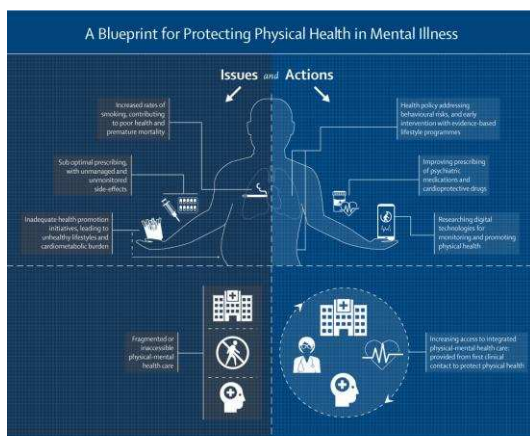 A Blueprint for Protecting Physical Health in Mental Illness
Issues and Actions
Increased rates of
smoking, contributing
to poor health and
premature mortality
Sub optimal prescribing,
with unmanaged and
unmonitored
side-effects
Inadequate health promotion
initiatives, leading to
unhealthy lifestyles and
cardiometabolic burden
Health policy addressing
behavioural risks, and early
intervention with evidence-based
lifestyle programmes
Improving prescribing
of psychiatric
medications and
cardioprotective drugs
Researching digital
technologies for
monitoring and promoting
physical health
Fragmented or
inaccessible
physical-mental
health care
Increasing access to integrated
physical-mental health care;
provided from first clinical
contact to protect physical health